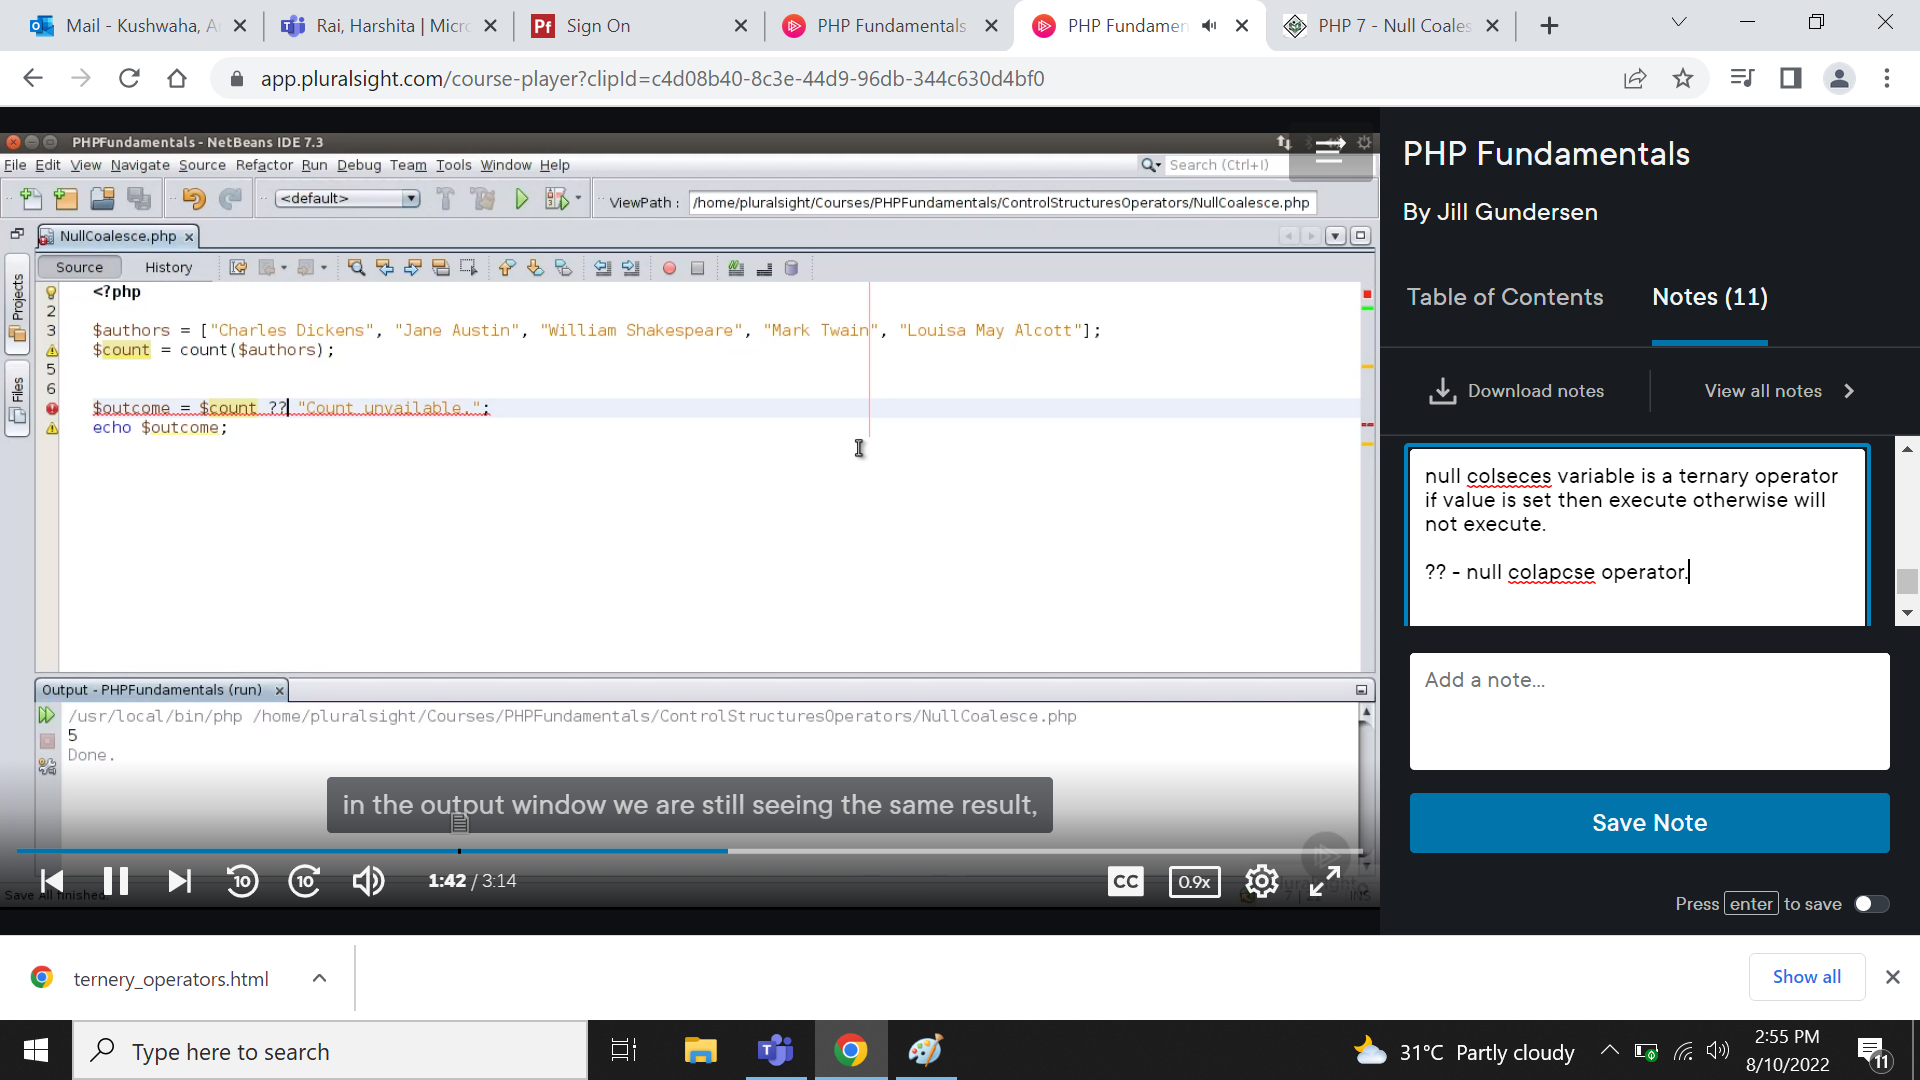 Mail - Kushwaha, A
Rai, Harshita | Micro
Sign On
PHP Fundamentals
PHP Fundamen
PHP 7 - Null Coales
app.pluralsight.com/course-player?clipId=c4d08b40-8c3e-44d9-96db-344c630d4bf0
PHPFundamentals - NetBeans IDE 7.3
File Edit View Navigate Source Refactor Run Debug Team Tools Window Help
Search (Ctrl+I)
<default>
ViewPath :
/home/pluralsight/Courses/PHPFundamentals/ControlStructuresOperators/NullCoalesce.php
Projects
Files
NullCoalesce.php
Source
History
<?php
2
3 $authors = ["Charles Dickens", "Jane Austin", "William Shakespeare", "Mark Twain", "Louisa May Alcott"];
$count = count($authors);
5
6
$outcome = $count ?? "Count unvailable.";
echo $outcome;
Output - PHPFundamentals (run)
/usr/local/bin/php /home/pluralsight/Courses/PHPFundamentals/ControlStructuresOperators/NullCoalesce.php
5
Done.
in the output window we are still seeing the same result,
10
10
1:42 / 3:14
CC
0.9x
Save All finished.
INS
PHP Fundamentals
By Jill Gundersen
Table of Contents
Notes (11)
Download notes
View all notes
null colseces variable is a ternary operator
if value is set then execute otherwise will
not execute.
?? - null colapcse operator.
Add a note...
Save Note
Press enter to save
ternery_operators.html
Show all
Type here to search
31°C Partly cloudy
2:55 PM
8/10/2022
11